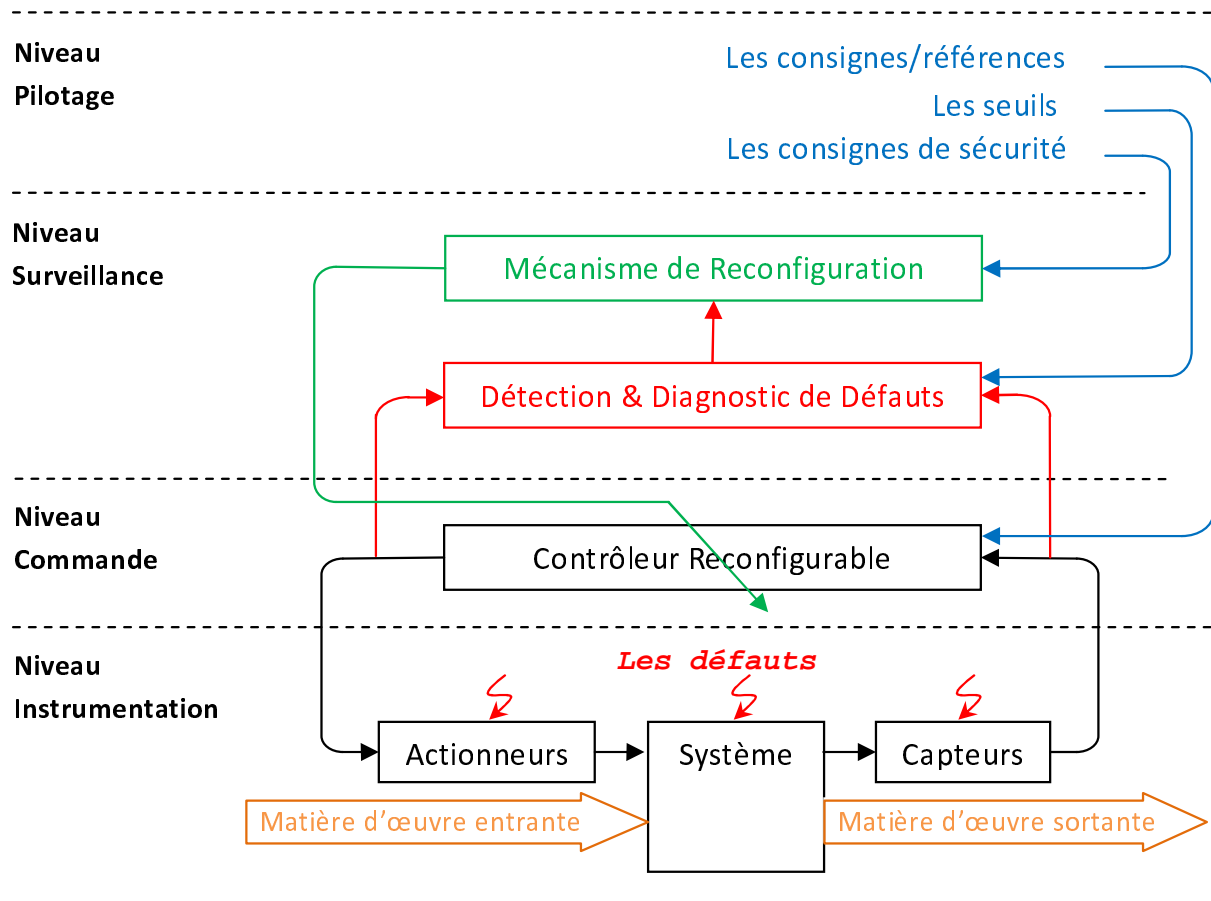 Niveau
Pilotage
Les consignes/références
Les seuils
Les consignes de sécurité
Niveau
Surveillance
Mécanisme de Reconfiguration
Détection & Diagnostic de Défauts
Niveau
Commande
Contrôleur Reconfigurable
Niveau
Instrumentation
Les défauts
Actionneurs
Système
Capteurs
Matière d’œuvre entrante
Matière d’œuvre sortante